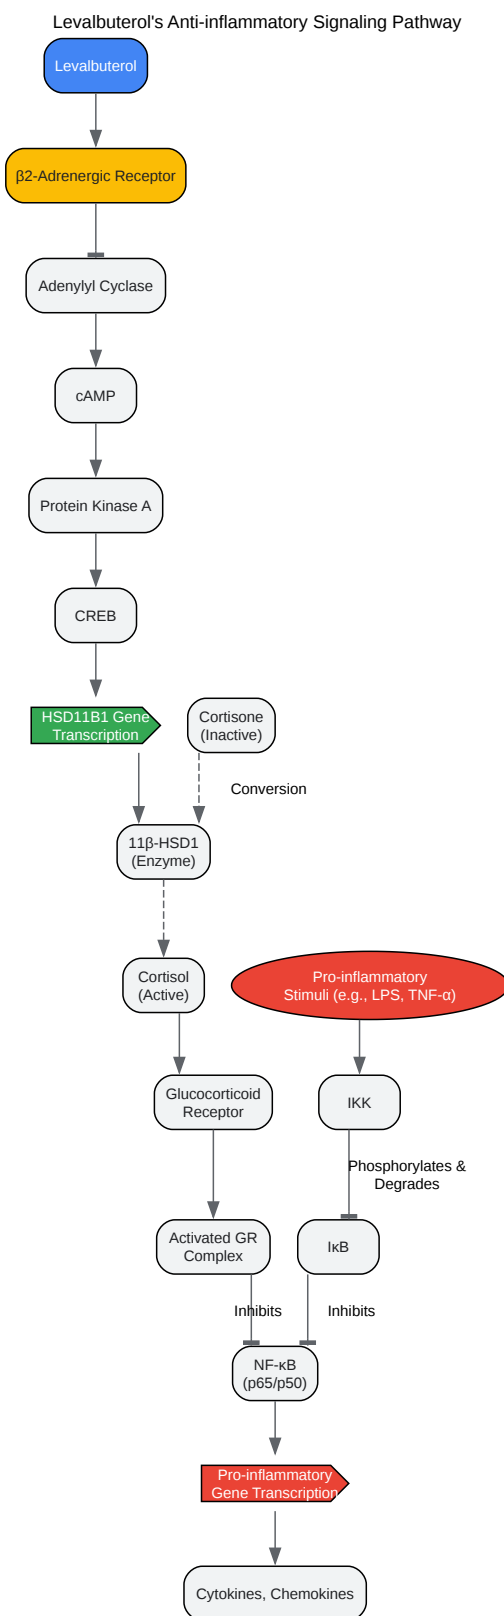 Levalbuterol's Anti-inflammatory Signaling Pathway
Levalbuterol
β2-Adrenergic Receptor
Adenylyl Cyclase
cAMP
Protein Kinase A
CREB
HSD11B1 Gene
Transcription
Cortisone
(Inactive)
Conversion
11β-HSD1
(Enzyme)
Cortisol
(Active)
Pro-inflammatory
Stimuli (e.g., LPS, TNF-α)
Glucocorticoid
Receptor
IKK
Phosphorylates &
Degrades
Activated GR
Complex
IκB
Inhibits
Inhibits
NF-κB
(p65/p50)
Pro-inflammatory
Gene Transcription
Cytokines, Chemokines